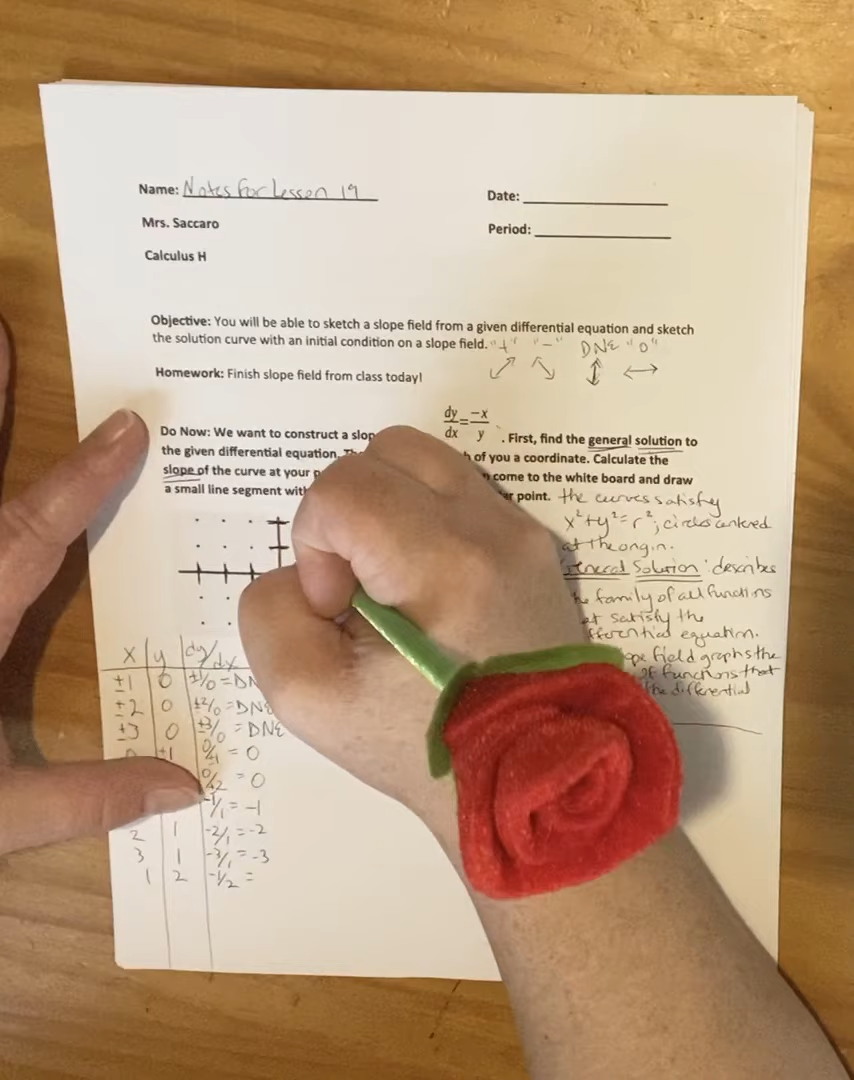 Name: Notes for Lesson 19
Date:
Mrs. Saccaro
Period:
Calculus H
Objective: You will be able to sketch a slope field from a given differential equation and sketch
the solution curve with an initial condition on a slope field. "+" "-" DNE "0"
Homework: Finish slope field from class today!
Do Now: We want to construct a slop dy/dx = -x/y . First, find the general solution to
the given differential equation. of you a coordinate. Calculate the
slope of the curve at your come to the white board and draw
a small line segment with point. the curves satisfy
x²+y²=r²; circles centered
at the origin.
General Solution: describes
family of all functions
satisfy the
differential equation.
field graphs the
of functions that
the differential
x y dy/dx
±1 0 ±1/0 = DN
±2 0 ±2/0 = DNE
±3 0 ±3/0 = DNE
0 ±1 = 0
= 0
-1/1 = -1
2 1 -2/1 = -2
3 1 -3/1 = -3
1 2 -1/2 =